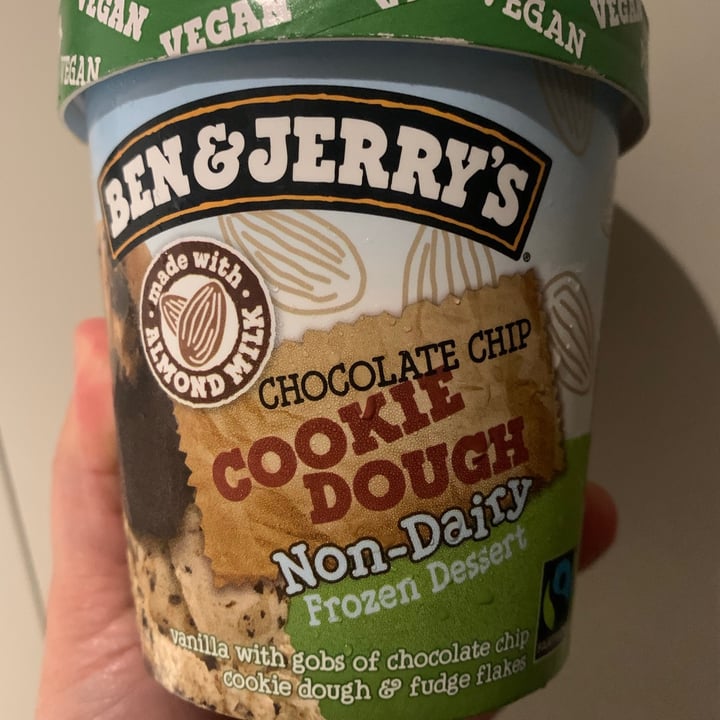 VEGAN VEGAN VEGAN VEGAN
VEGAN
BEN & JERRY'S
made with
ALMOND MILK
CHOCOLATE CHIP
COOKIE
DOUGH
Non-Dairy
Frozen Dessert
vanilla with gobs of chocolate chip
cookie dough & fudge flakes